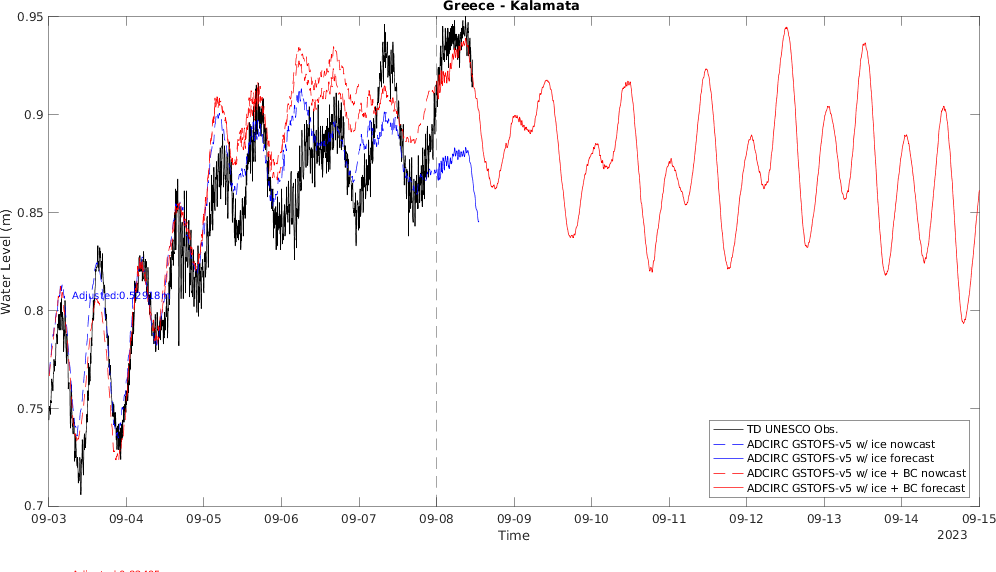 Greece - Kalamata
0.95
0.9
0.85
0.8
0.75
0.7
Water Level (m)
TD UNESCO Obs.
ADCIRC GSTOFS-v5 w/ ice nowcast
ADCIRC GSTOFS-v5 w/ ice forecast
ADCIRC GSTOFS-v5 w/ ice + BC nowcast
ADCIRC GSTOFS-v5 w/ ice + BC forecast
09-03 09-04 09-05 09-06 09-07 09-08 09-09 09-10 09-11 09-12 09-13 09-14 09-15
Time
2023